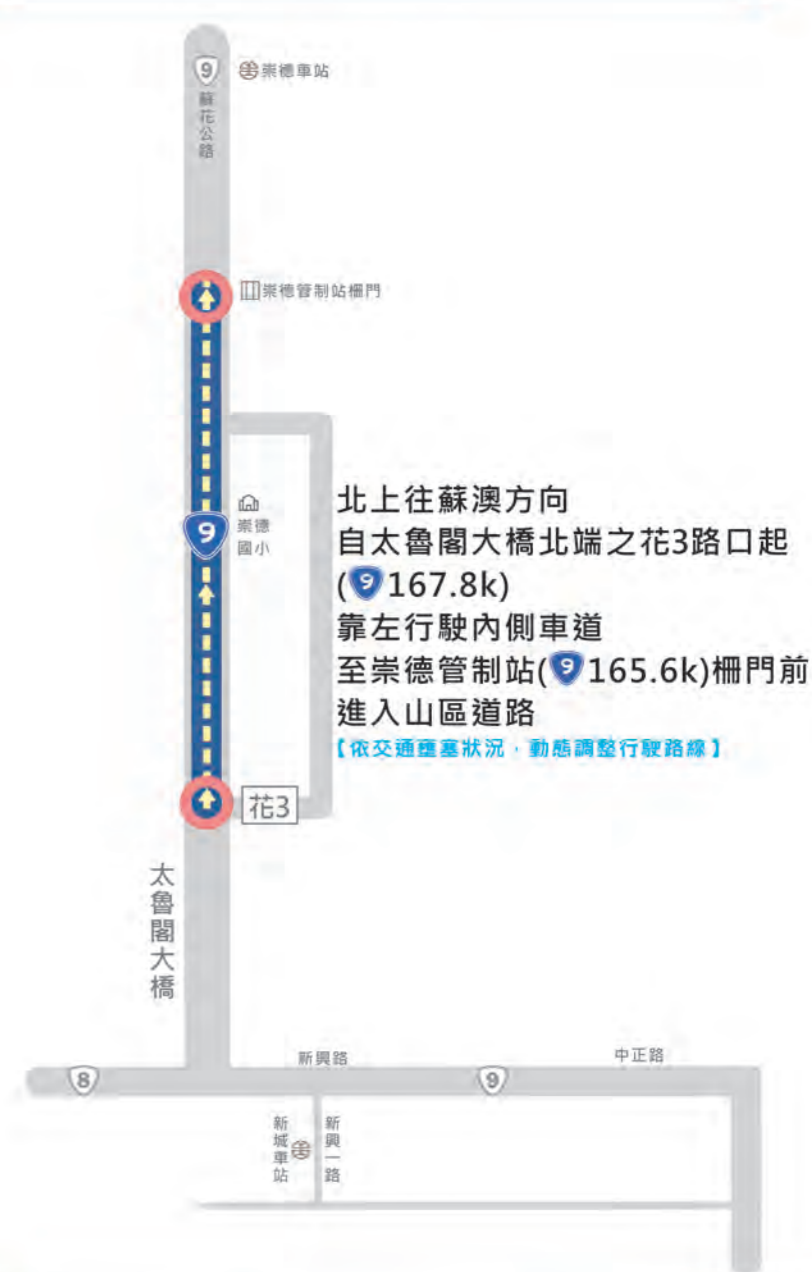 9
崇德車站
蘇花公路
崇德管制站柵門
崇德
國小
9
北上往蘇澳方向
自太魯閣大橋北端之花3路口起
(9167.8k)
靠左行駛內側車道
至崇德管制站(9165.6k)柵門前
進入山區道路
【依交通壅塞狀況，動態調整行駛路線】
花3
太魯閣大橋
新興路
中正路
8
9
新城車站
新興一路